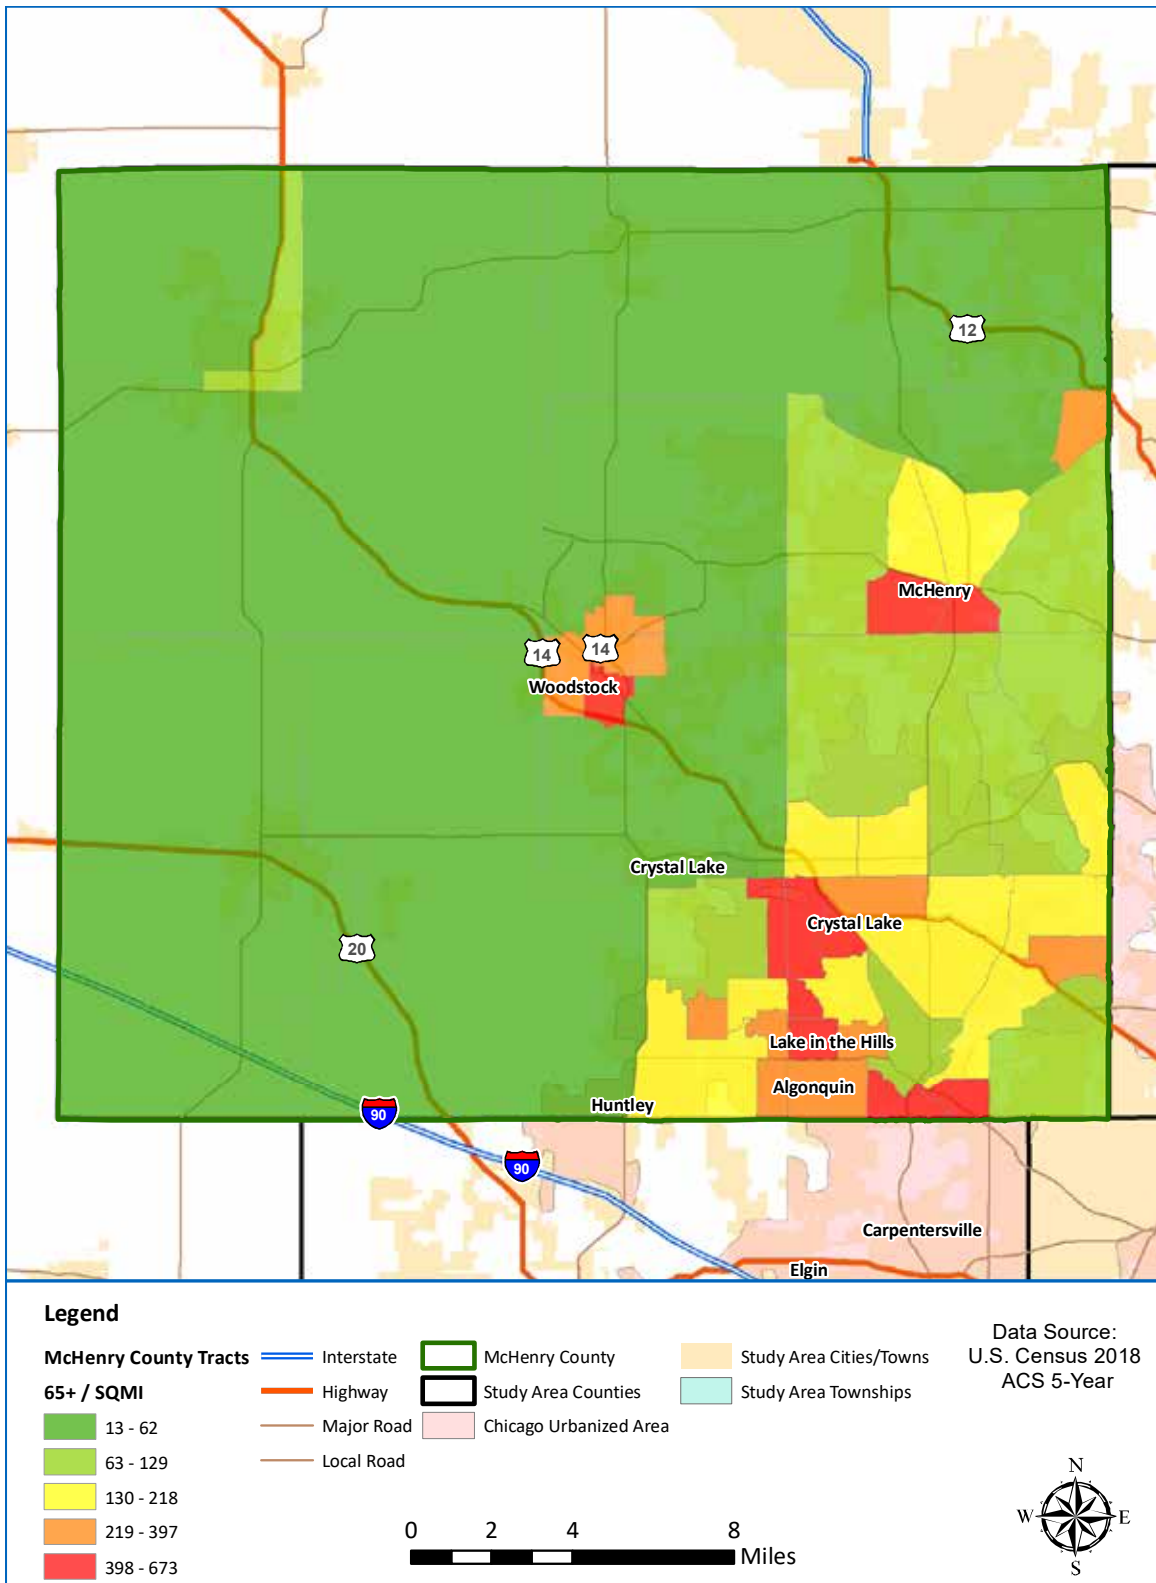 12
McHenry
14
14
Woodstock
Crystal Lake
Crystal Lake
20
Lake in the Hills
Algonquin
Huntley
90
90
Carpentersville
Elgin
Legend
McHenry County Tracts
65+ / SQMI
13 - 62
63 - 129
130 - 218
219 - 397
398 - 673
Interstate
Highway
Major Road
Local Road
McHenry County
Study Area Counties
Chicago Urbanized Area
Study Area Cities/Towns
Study Area Townships
Data Source:
U.S. Census 2018
ACS 5-Year
0 2 4 8
Miles
N
W E
S